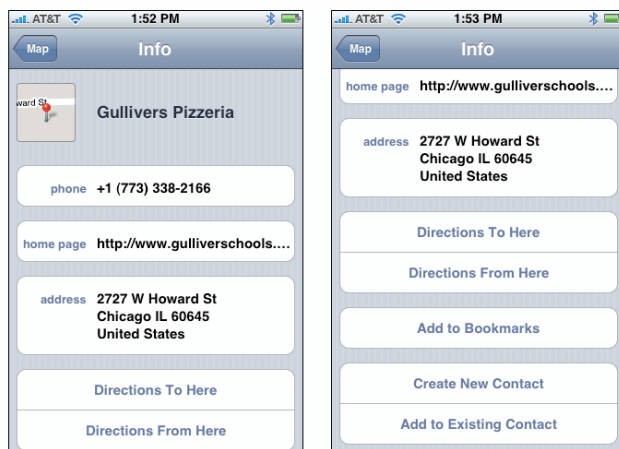 AT&T 1:52 PM
Map Info
ward St
Gullivers Pizzeria
phone +1 (773) 338-2166
home page http://www.gulliverschools....
address 2727 W Howard St
Chicago IL 60645
United States
Directions To Here
Directions From Here
AT&T 1:53 PM
Map Info
home page http://www.gulliverschools....
address 2727 W Howard St
Chicago IL 60645
United States
Directions To Here
Directions From Here
Add to Bookmarks
Create New Contact
Add to Existing Contact